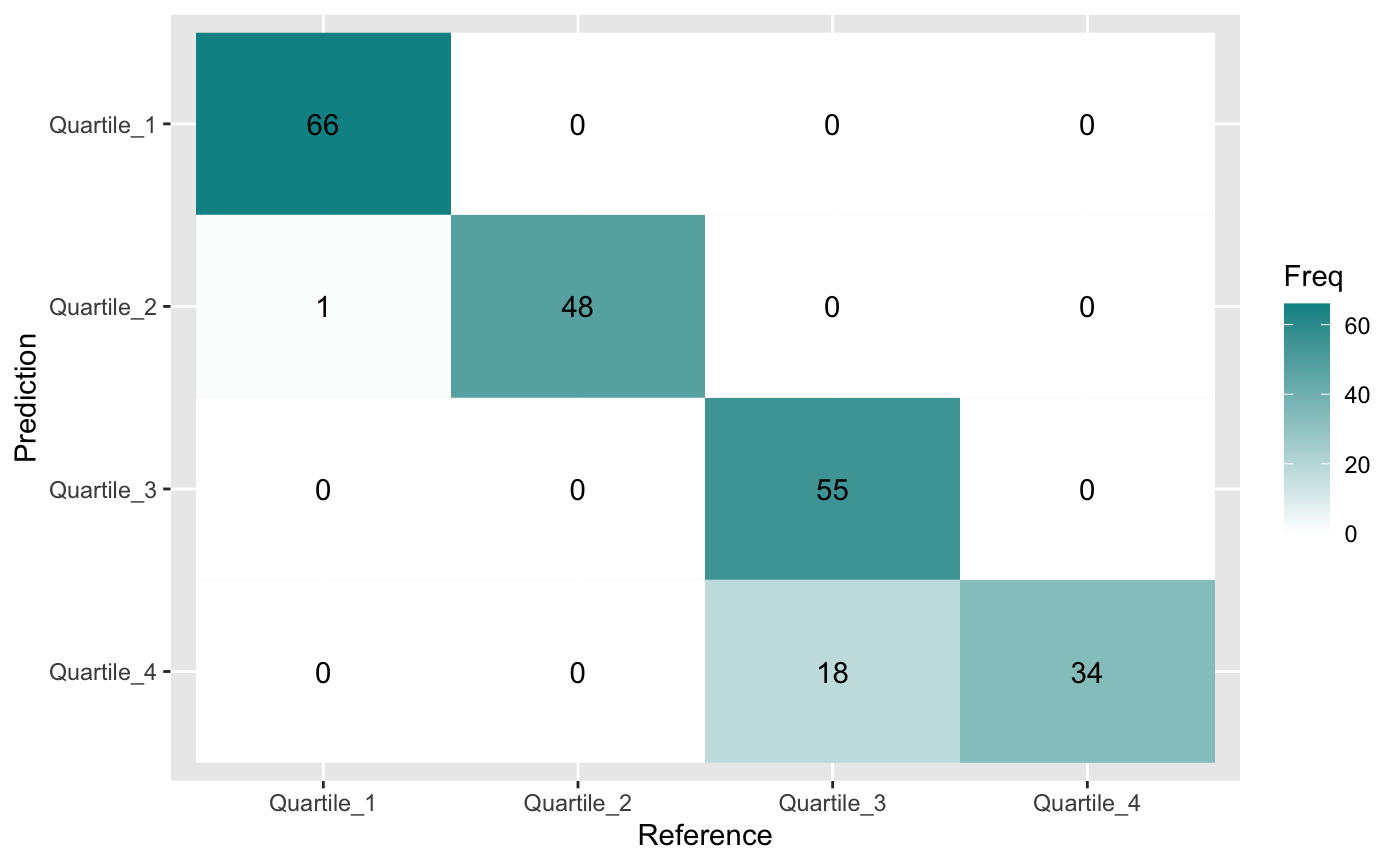 Quartile_1 66 0 0 0
Quartile_2 1 48 0 0
Quartile_3 0 0 55 0
Quartile_4 0 0 18 34
Quartile_1 Quartile_2 Quartile_3 Quartile_4
Reference
Prediction
Freq
60
40
20
0